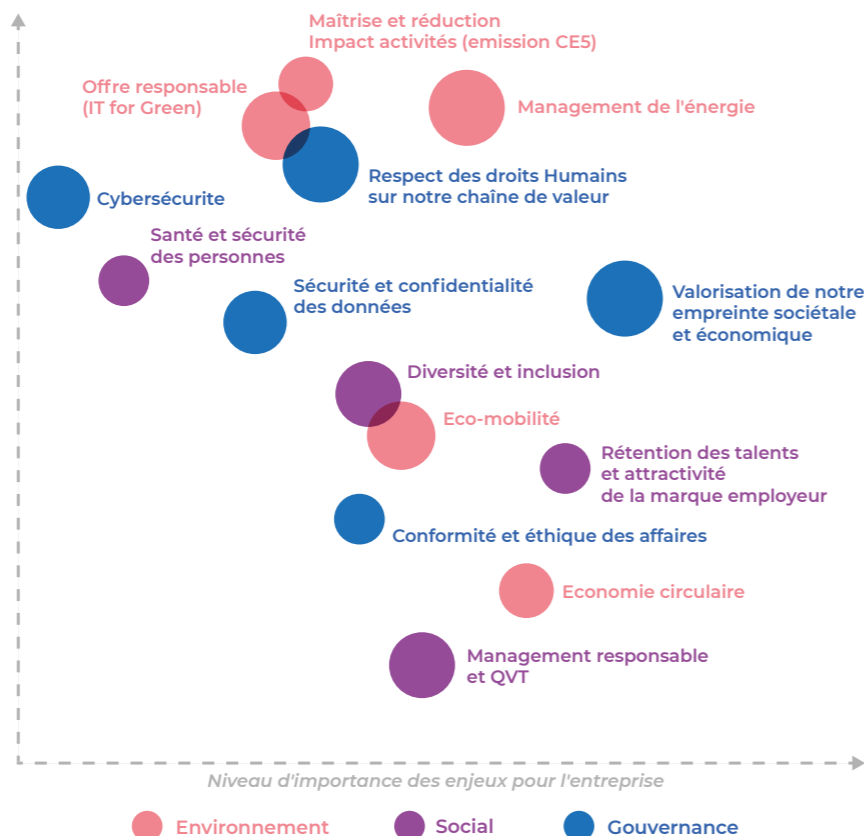 Maîtrise et réduction
Impact activités (emission CE5)
Offre responsable
(IT for Green)
Management de l'énergie
Respect des droits Humains
sur notre chaîne de valeur
Cybersécurite
Santé et sécurité
des personnes
Sécurité et confidentialité
des données
Valorisation de notre
empreinte sociétale
et économique
Diversité et inclusion
Eco-mobilité
Rétention des talents
et attractivité
de la marque employeur
Conformité et éthique des affaires
Economie circulaire
Management responsable
et QVT
Niveau d'importance des enjeux pour l'entreprise
Environnement
Social
Gouvernance